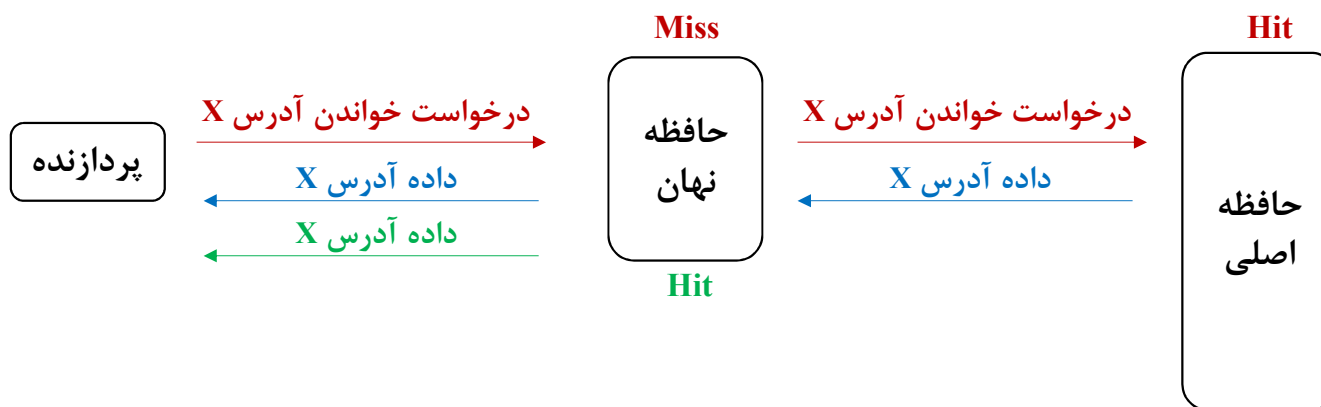 Miss
Hit
درخواست خواندن آدرس X
درخواست خواندن آدرس X
پردازنده
حافظه
نهان
داده آدرس X
داده آدرس X
حافظه
اصلی
داده آدرس X
Hit